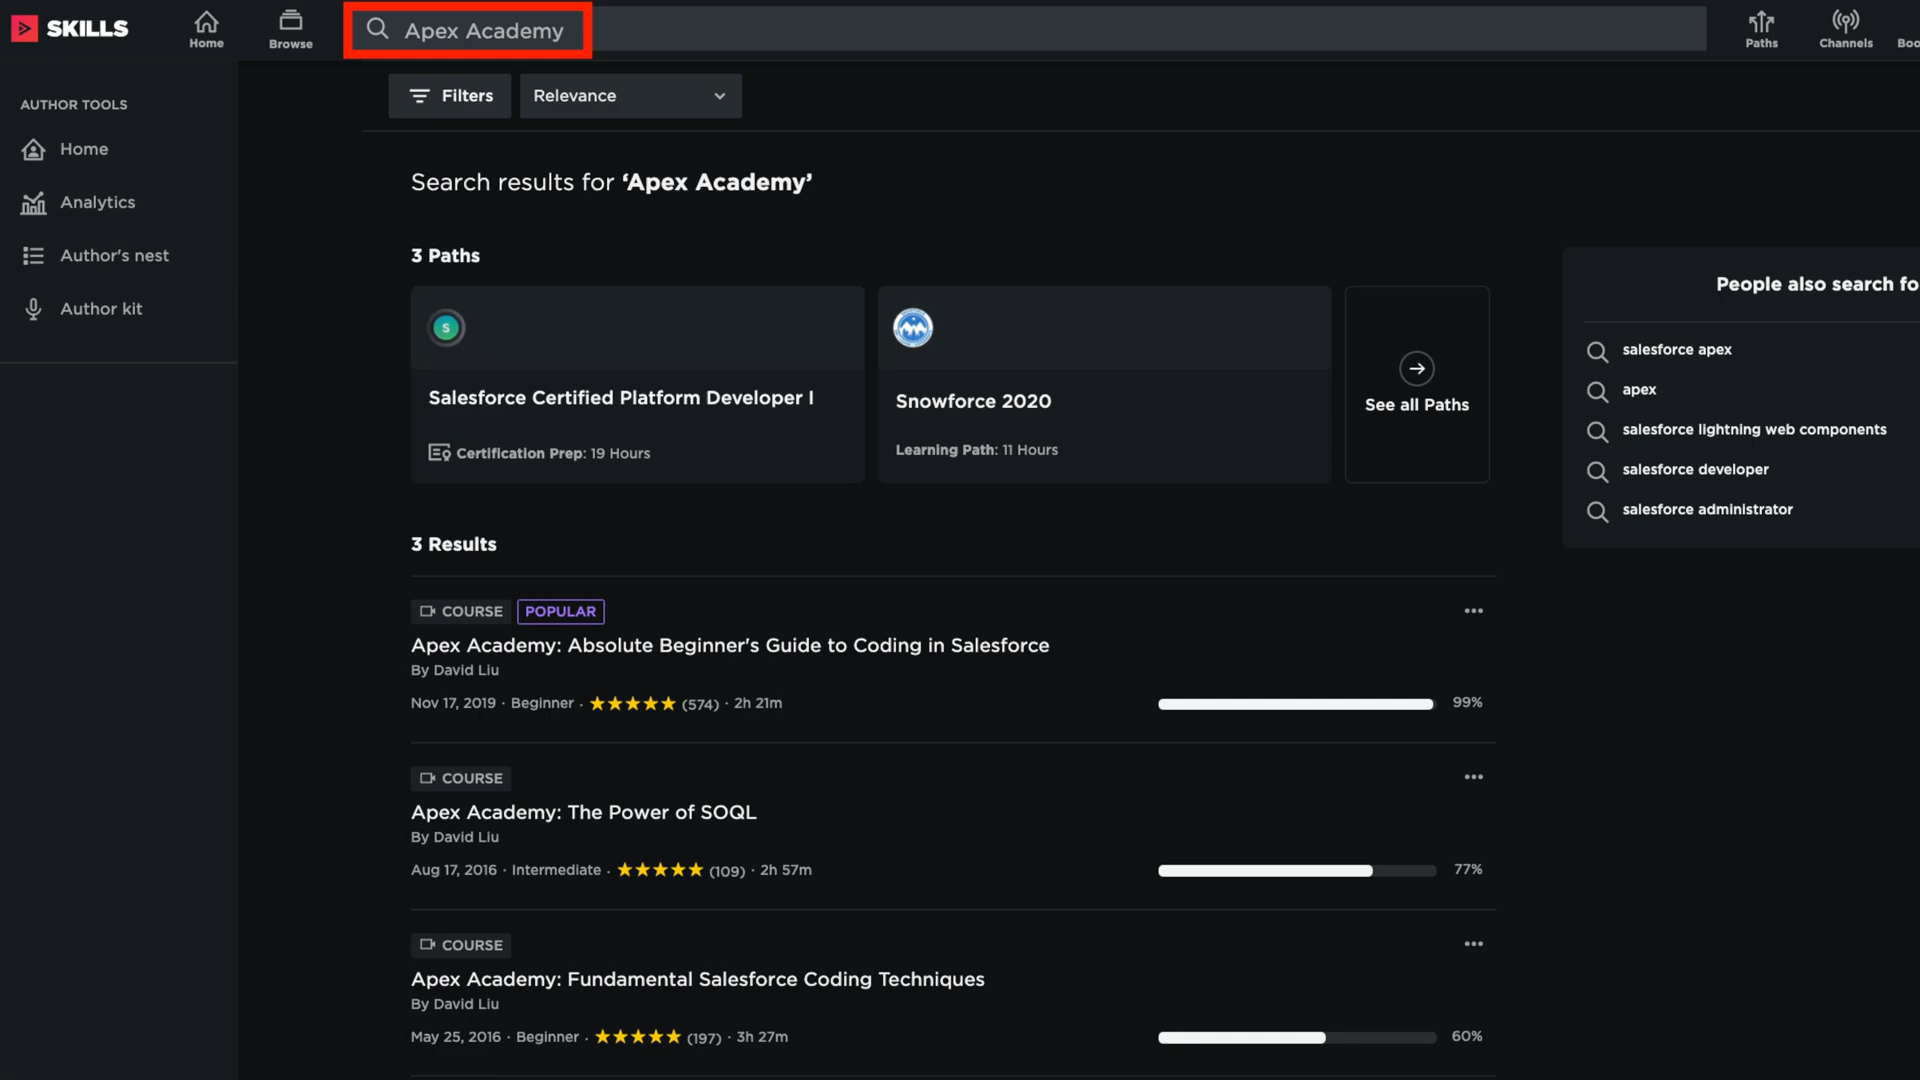 SKILLS
Home
Browse
Apex Academy
Paths
Channels
Boo
AUTHOR TOOLS
Home
Analytics
Author's nest
Author kit
Filters
Relevance
Search results for ‘Apex Academy’
3 Paths
S
Salesforce Certified Platform Developer I
Certification Prep: 19 Hours
Snowforce 2020
Learning Path: 11 Hours
See all Paths
People also search fo
salesforce apex
apex
salesforce lightning web components
salesforce developer
salesforce administrator
3 Results
COURSE POPULAR
Apex Academy: Absolute Beginner's Guide to Coding in Salesforce
By David Liu
Nov 17, 2019 · Beginner · ★★★★★ (574) · 2h 21m
99%
COURSE
Apex Academy: The Power of SOQL
By David Liu
Aug 17, 2016 · Intermediate · ★★★★★ (109) · 2h 57m
77%
COURSE
Apex Academy: Fundamental Salesforce Coding Techniques
By David Liu
May 25, 2016 · Beginner · ★★★★★ (197) · 3h 27m
60%